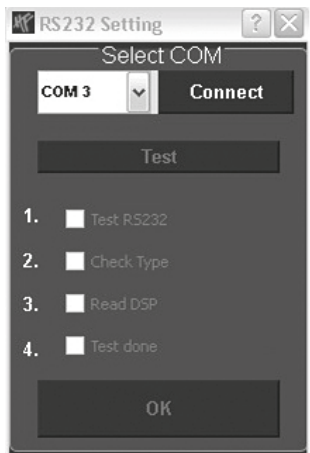 RS232 Setting
Select COM
COM 3 Connect
Test
1. Test RS232
2. Check Type
3. Read DSP
4. Test done
OK